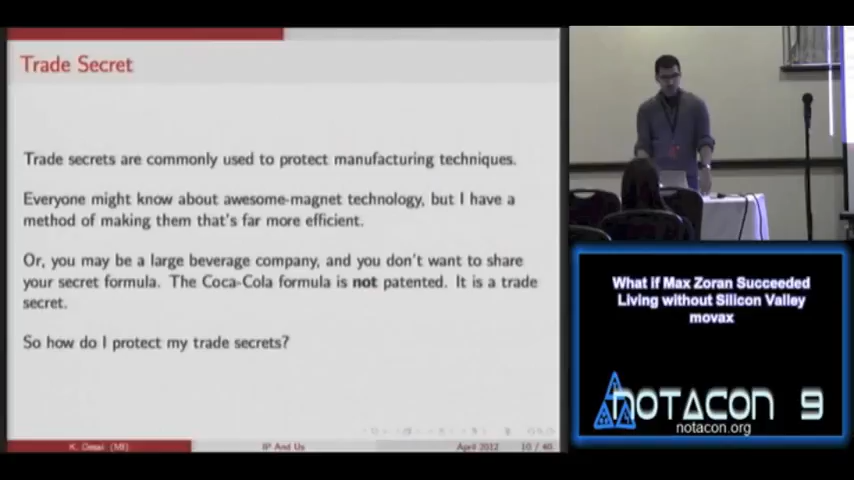 Trade Secret
Trade secrets are commonly used to protect manufacturing techniques.
Everyone might know about awesome-magnet technology, but I have a
method of making them that's far more efficient.
Or, you may be a large beverage company, and you don't want to share
your secret formula. The Coca-Cola formula is not patented. It is a trade
secret.
So how do I protect my trade secrets?
K. Desai (MI)
IP And Us
April 2012
10 / 40
What if Max Zoran Succeeded
Living without Silicon Valley
movax
NOTACON 9
notacon.org